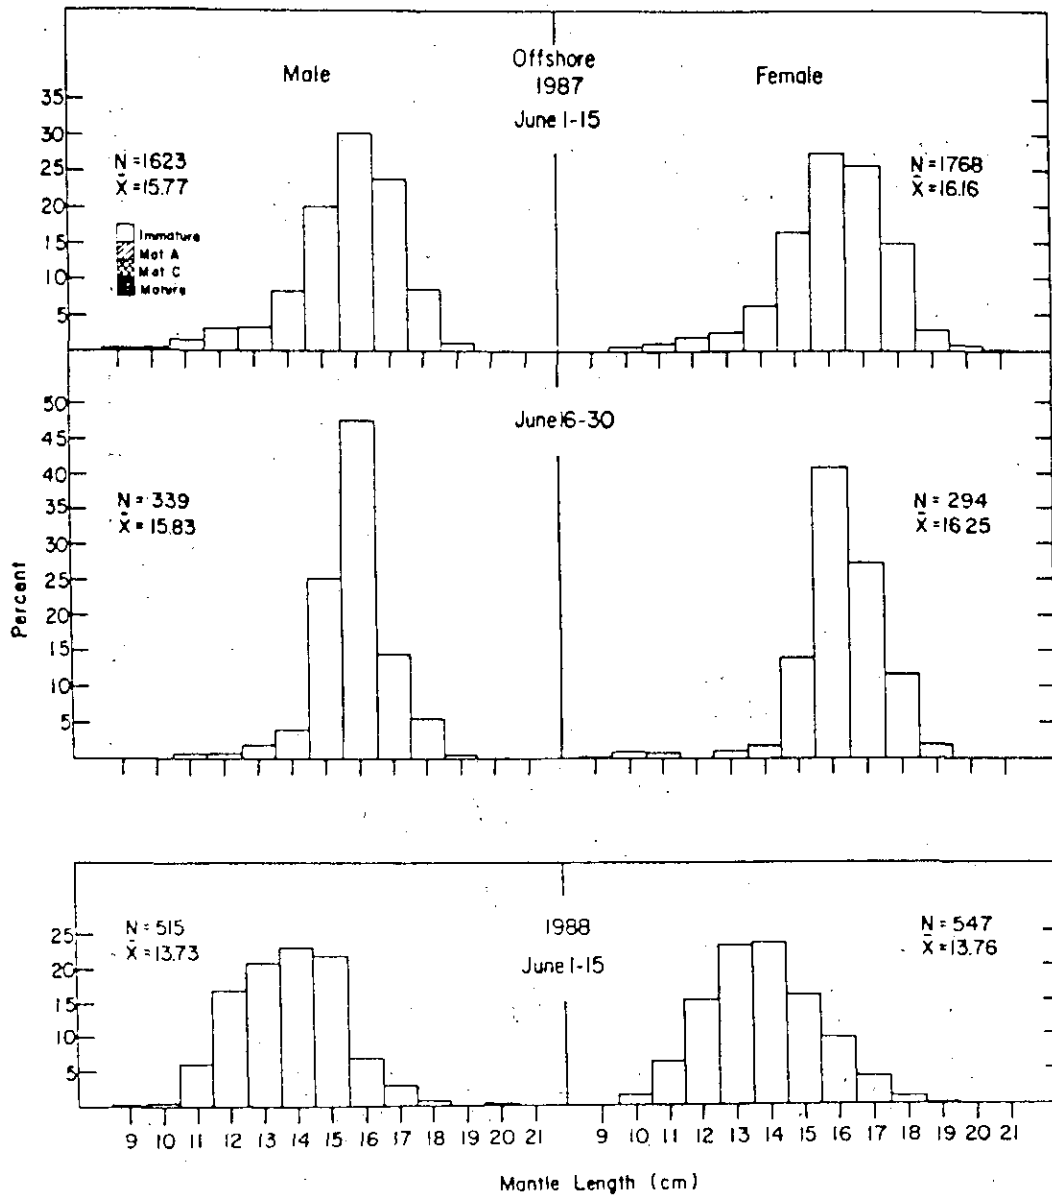 Offshore
1987
Male
Female
June 1-15
35
30
25
20
15
10
5
N = 1623
X̄ = 15.77
Immature
Mat A
Mat C
Mature
N = 1768
X̄ = 16.16
June 16-30
50
45
40
35
30
25
20
15
10
5
N = 339
X̄ = 15.83
N = 294
X̄ = 16 25
Percent
1988
June 1-15
25
20
15
10
5
N = 515
X̄ = 13.73
N = 547
X̄ = 13.76
9 10 11 12 13 14 15 16 17 18 19 20 21 9 10 11 12 13 14 15 16 17 18 19 20 21
Mantle Length (cm)